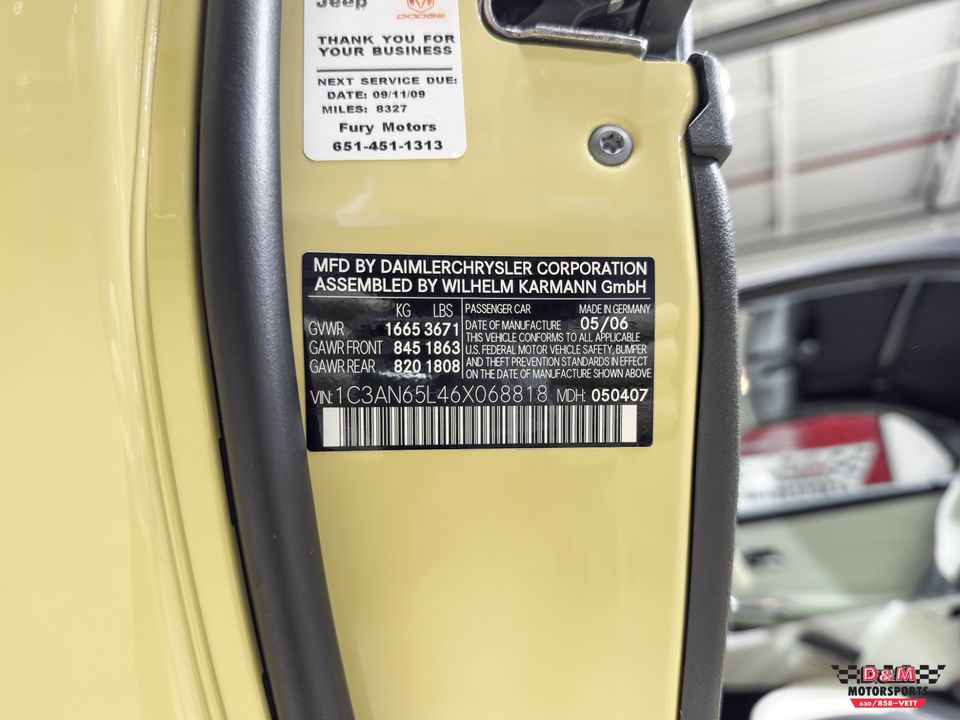 Jeep
DODGE
THANK YOU FOR
YOUR BUSINESS
NEXT SERVICE DUE:
DATE: 09/11/09
MILES: 8327
Fury Motors
651-451-1313
MFD BY DAIMLERCHRYSLER CORPORATION
ASSEMBLED BY WILHELM KARMANN GmbH
KG LBS
GVWR 1665 3671
GAWR FRONT 845 1863
GAWR REAR 820 1808
PASSENGER CAR MADE IN GERMANY
DATE OF MANUFACTURE 05/06
THIS VEHICLE CONFORMS TO ALL APPLICABLE
U.S. FEDERAL MOTOR VEHICLE SAFETY, BUMPER
AND THEFT PREVENTION STANDARDS IN EFFECT
ON THE DATE OF MANUFACTURE SHOWN ABOVE
VIN: 1C3AN65L46X068818 MDH: 050407
D&M
MOTORSPORTS
630/858-VETT